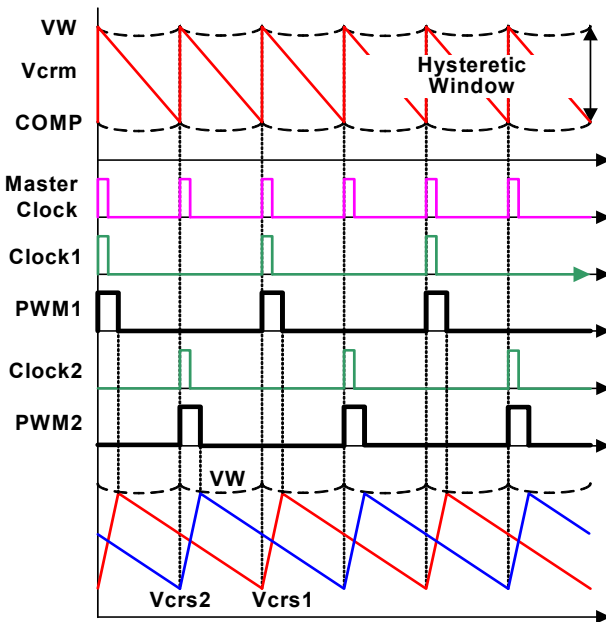 VW
Vcrm
Hysteretic
Window
COMP
Master
Clock
Clock1
PWM1
Clock2
PWM2
VW
Vcrs2
Vcrs1